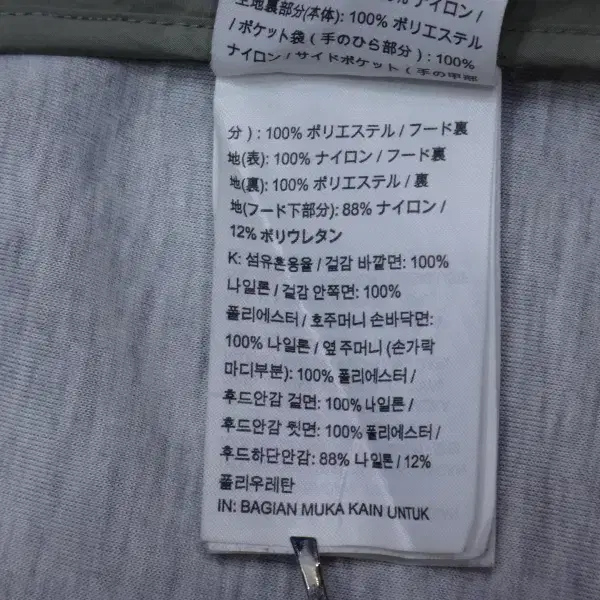 100% ナイロン /
生地裏部分(本体): 100% ポリエステル
/ ポケット袋 ( 手のひら部分 ) : 100%
ナイロン / サイドポケット ( 手の甲部
分 ) : 100% ポリエステル / フード裏
地(表): 100% ナイロン / フード裏
地(裏): 100% ポリエステル / 裏
地(フード下部分): 88% ナイロン /
12% ポリウレタン
K: 섬유혼용율 / 겉감 바깥면: 100%
나일론 / 겉감 안쪽면: 100%
폴리에스터 / 호주머니 손바닥면:
100% 나일론 / 옆 주머니 (손가락
마디부분): 100% 폴리에스터 /
후드안감 겉면: 100% 나일론 /
후드안감 뒷면: 100% 폴리에스터 /
후드하단안감: 88% 나일론 / 12%
폴리우레탄
IN: BAGIAN MUKA KAIN UNTUK